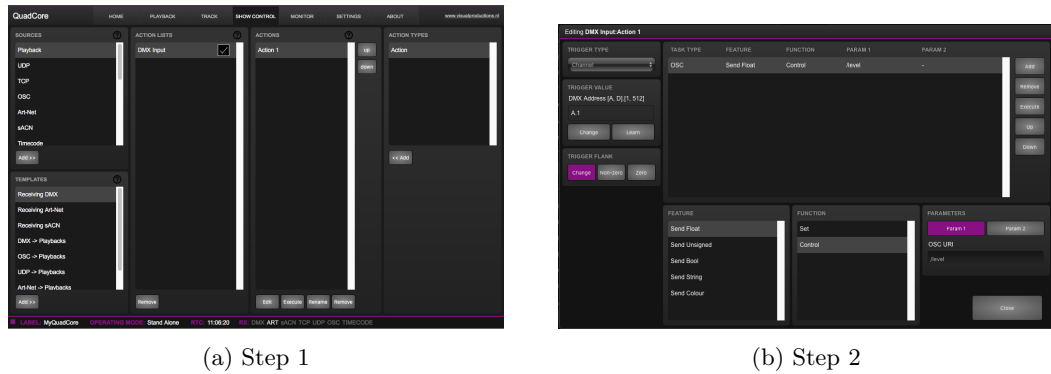 QuadCore HOME PLAYBACK TRACK SHOW CONTROL MONITOR SETTINGS ABOUT www.visualproductions.nl
SOURCES ? ACTION LISTS ? ACTIONS ? ACTION TYPES
Playback DMX Input Action 1 up Action
UDP down
TCP
OSC
Art-Net
sACN
Timecode
Add >> << Add
TEMPLATES ?
Receiving DMX
Receiving Art-Net
Receiving sACN
DMX -> Playbacks
OSC -> Playbacks
UDP -> Playbacks
Art-Net -> Playbacks
Add >> Remove Edit Execute Rename Remove
LABEL: MyQuadCore OPERATING MODE: Stand Alone RTC: 11:06:20 RX: DMX ART sACN TCP UDP OSC TIMECODE
(a) Step 1
Editing DMX Input:Action 1
TRIGGER TYPE TASK TYPE FEATURE FUNCTION PARAM 1 PARAM 2
Channel OSC Send Float Control /level - Add
TRIGGER VALUE Remove
DMX Address [A, D].[1, 512] Execute
A.1 Up
Change Learn Down
TRIGGER FLANK
Change Non-zero Zero
FEATURE FUNCTION PARAMETERS
Send Float Set Param 1 Param 2
Send Unsigned Control OSC URI
Send Bool /level
Send String
Send Colour
Close
(b) Step 2